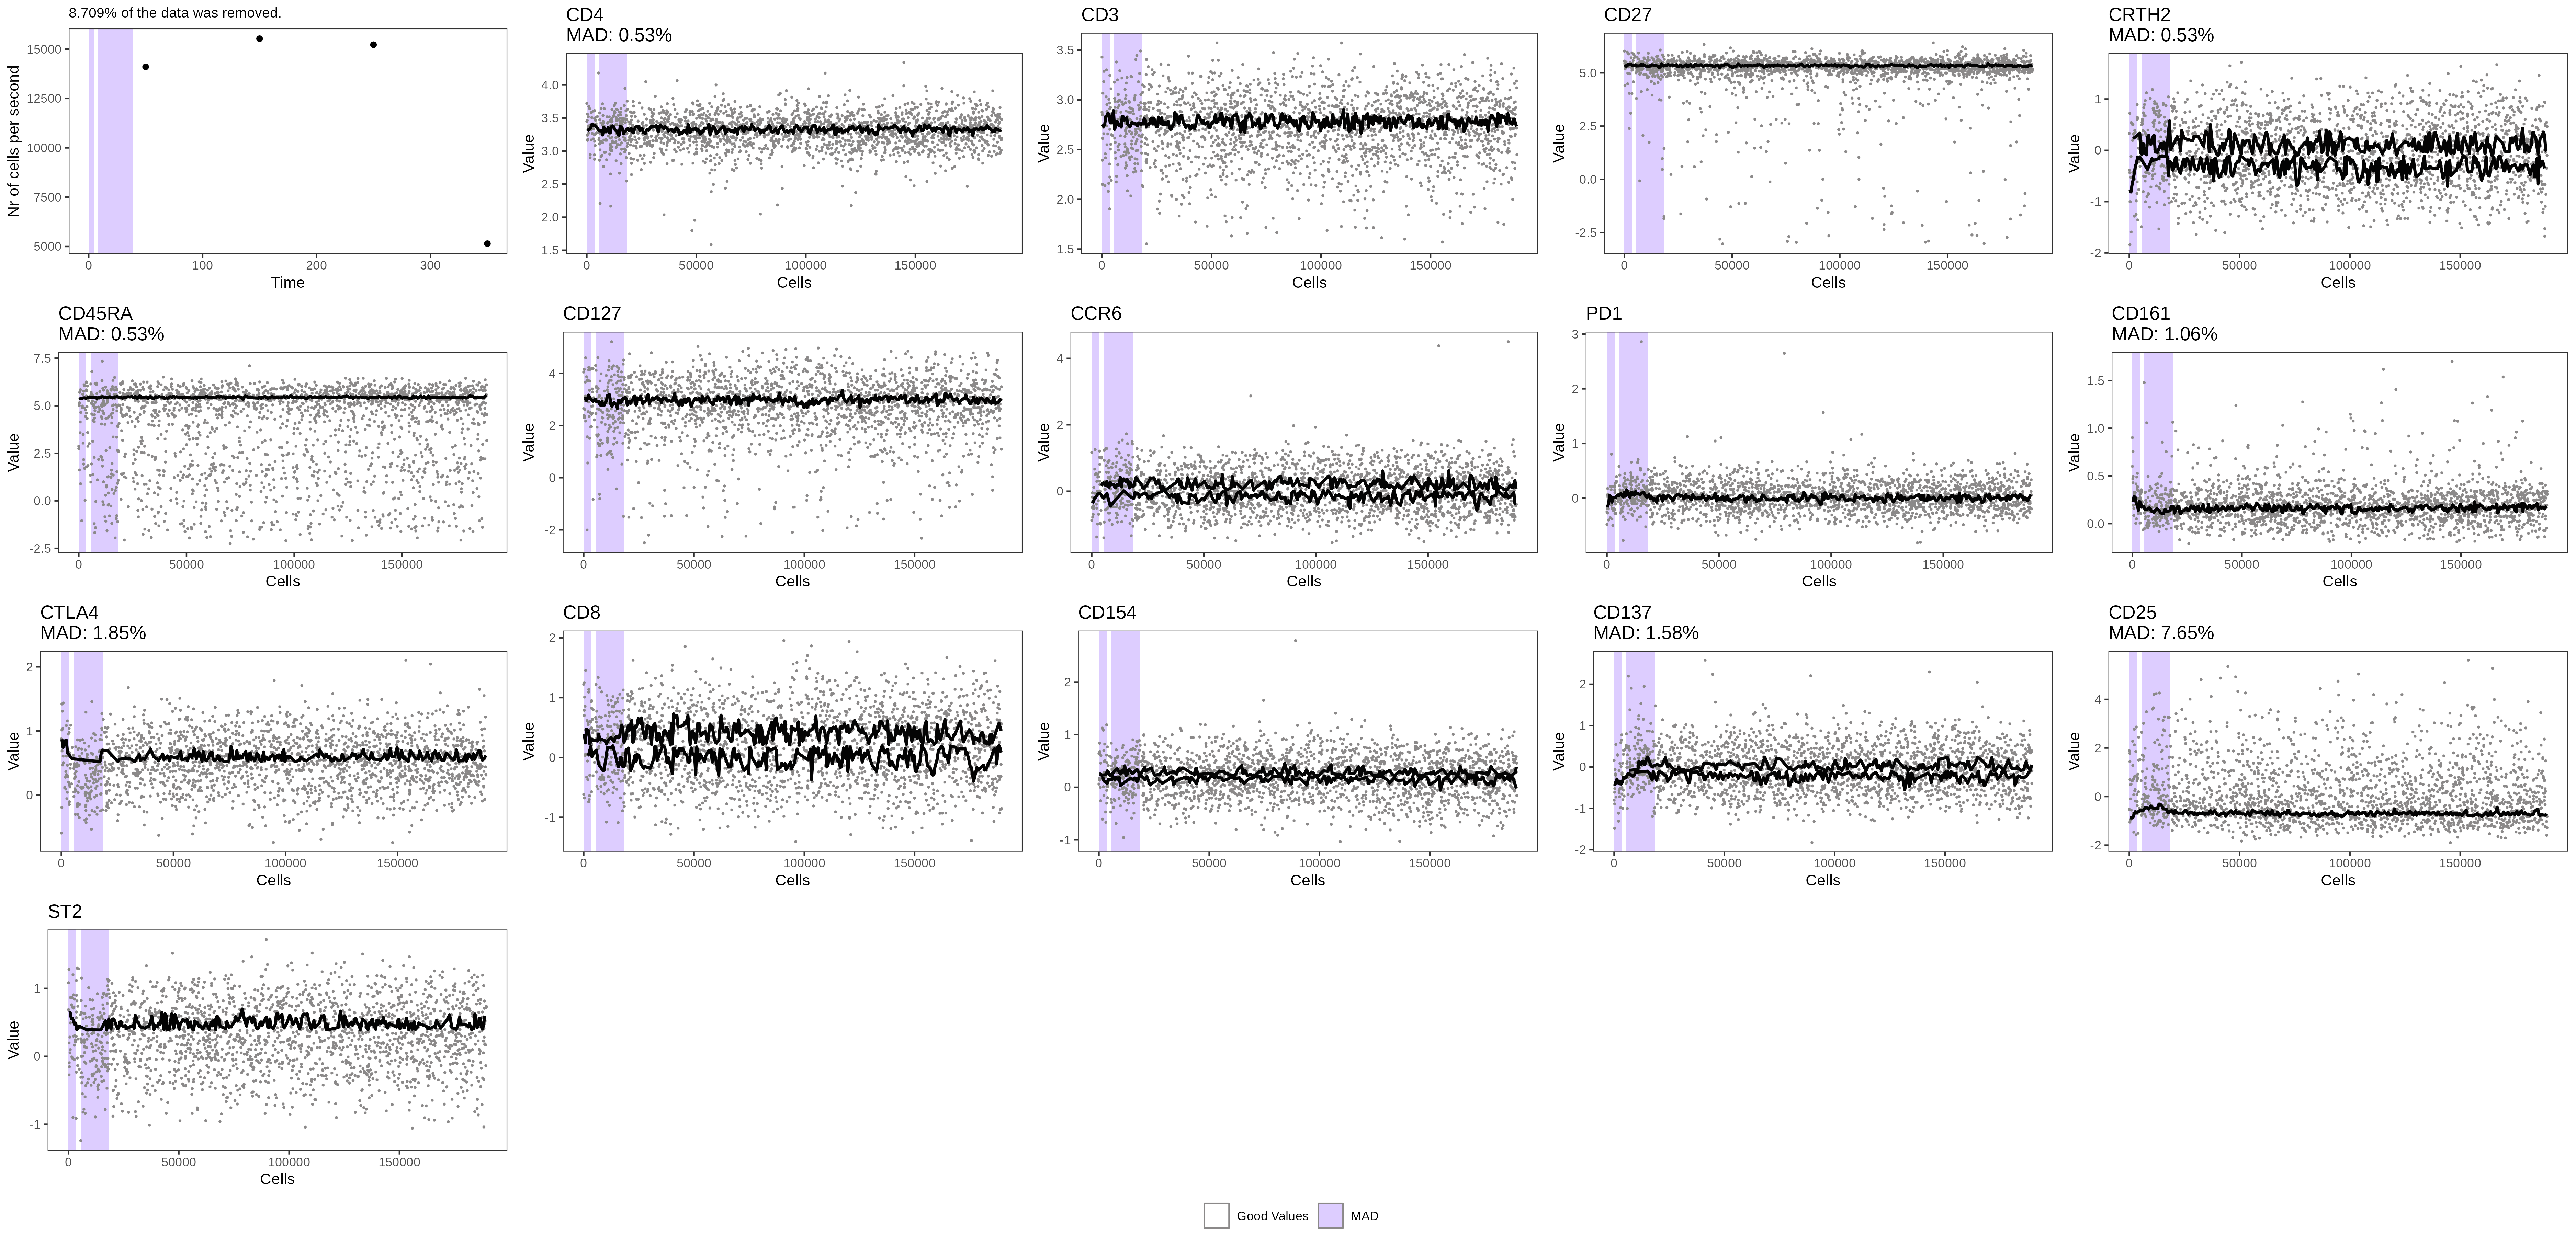 8.709% of the data was removed.
Nr of cells per second
15000
12500
10000
7500
5000
0 100 200 300
Time
CD4
MAD: 0.53%
Value
4.0
3.5
3.0
2.5
2.0
1.5
0 50000 100000 150000
Cells
CD3
Value
3.5
3.0
2.5
2.0
1.5
0 50000 100000 150000
Cells
CD27
Value
5.0
2.5
0.0
-2.5
0 50000 100000 150000
Cells
CRTH2
MAD: 0.53%
Value
1
0
-1
-2
0 50000 100000 150000
Cells
CD45RA
MAD: 0.53%
Value
7.5
5.0
2.5
0.0
-2.5
0 50000 100000 150000
Cells
CD127
Value
4
2
0
-2
0 50000 100000 150000
Cells
CCR6
Value
4
2
0
0 50000 100000 150000
Cells
PD1
Value
3
2
1
0
0 50000 100000 150000
Cells
CD161
MAD: 1.06%
Value
1.5
1.0
0.5
0.0
0 50000 100000 150000
Cells
CTLA4
MAD: 1.85%
Value
2
1
0
0 50000 100000 150000
Cells
CD8
Value
2
1
0
-1
0 50000 100000 150000
Cells
CD154
Value
2
1
0
-1
0 50000 100000 150000
Cells
CD137
MAD: 1.58%
Value
2
1
0
-1
-2
0 50000 100000 150000
Cells
CD25
MAD: 7.65%
Value
4
2
0
-2
0 50000 100000 150000
Cells
ST2
Value
1
0
-1
0 50000 100000 150000
Cells
Good Values MAD